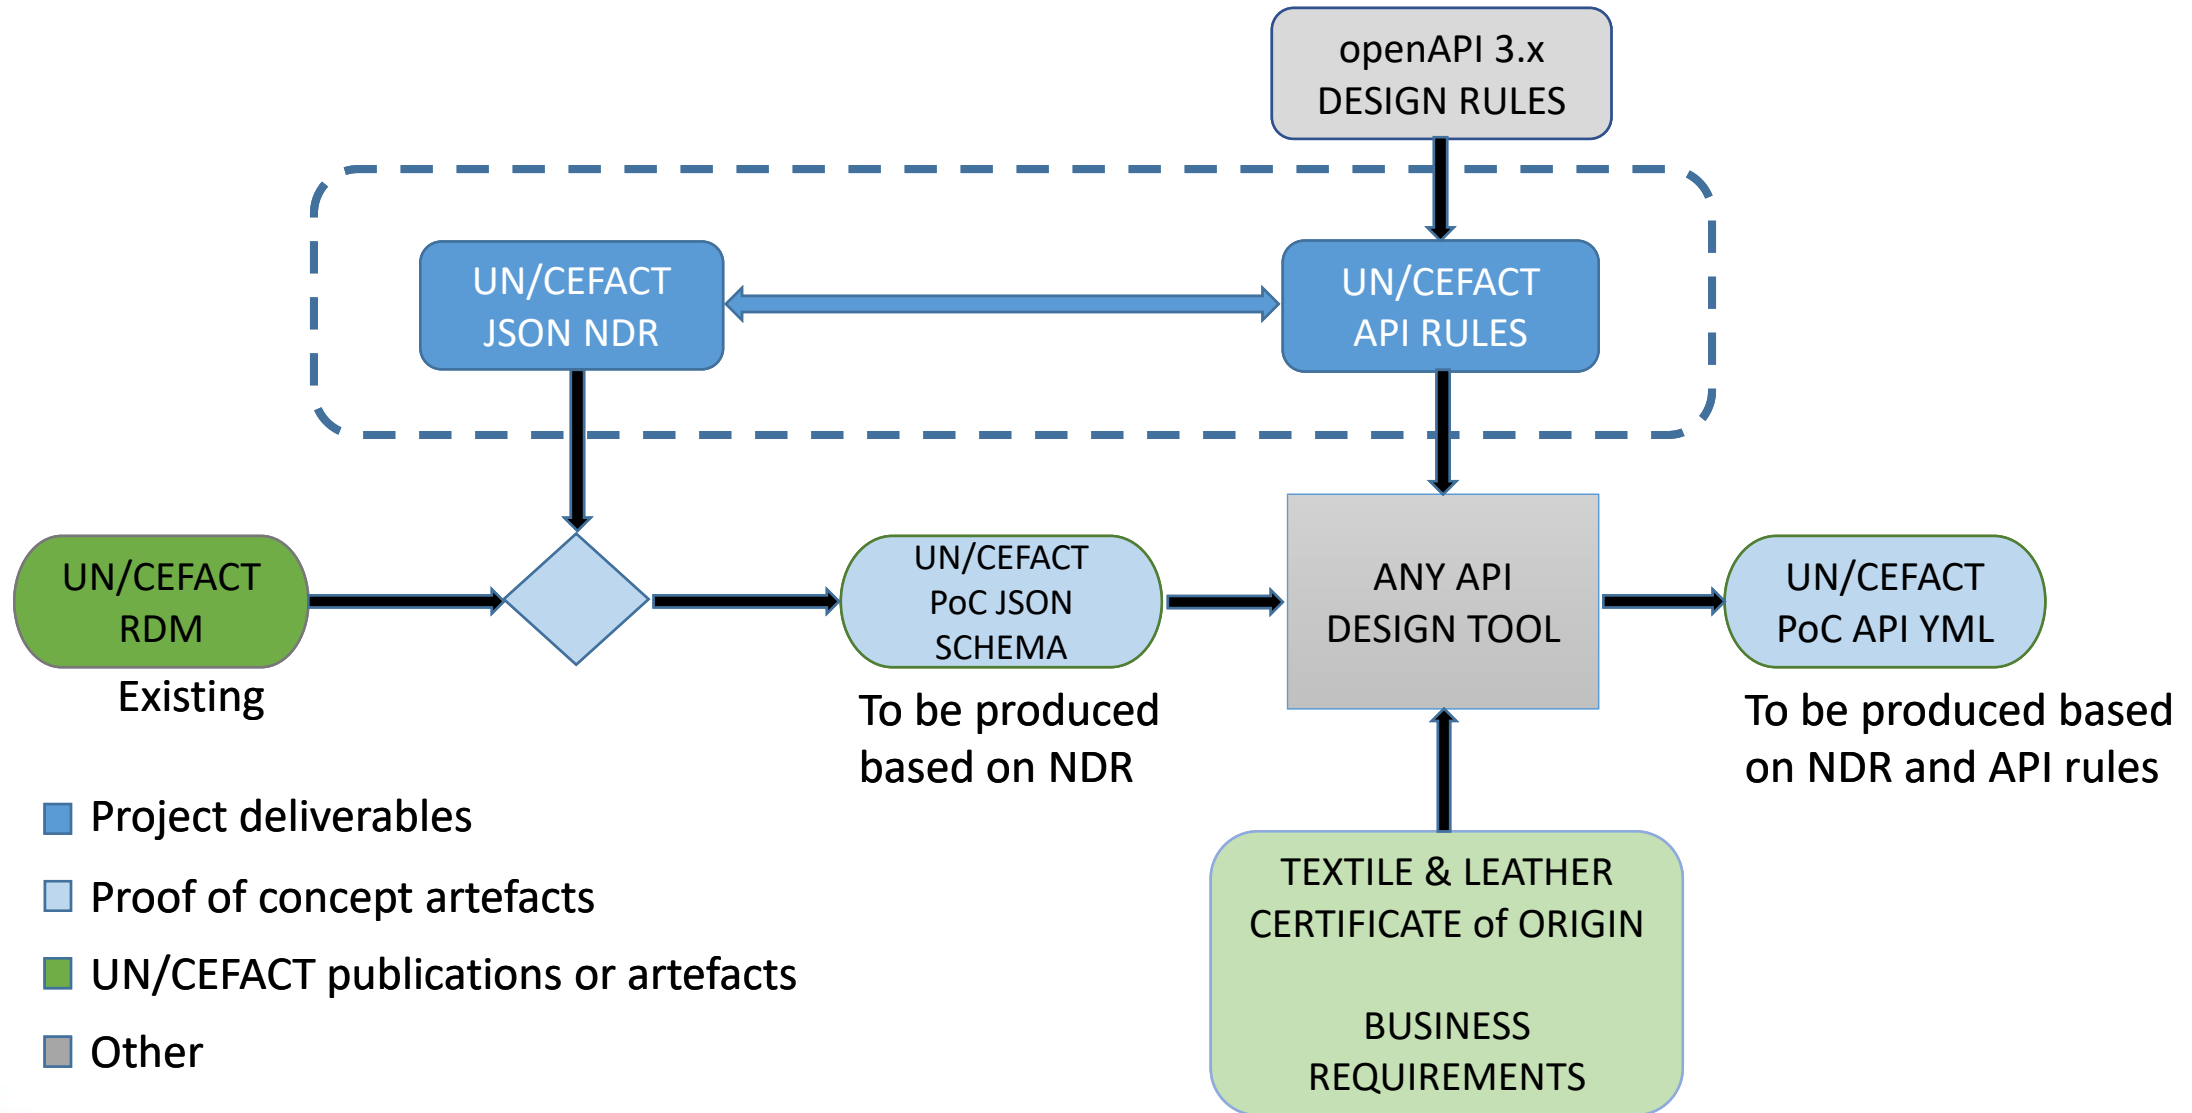 openAPI 3.x
DESIGN RULES
UN/CEFACT
JSON NDR
UN/CEFACT
API RULES
UN/CEFACT
RDM
Existing
UN/CEFACT
PoC JSON
SCHEMA
To be produced
based on NDR
ANY API
DESIGN TOOL
UN/CEFACT
PoC API YML
To be produced based
on NDR and API rules
Project deliverables
Proof of concept artefacts
UN/CEFACT publications or artefacts
Other
TEXTILE & LEATHER
CERTIFICATE of ORIGIN
BUSINESS
REQUIREMENTS